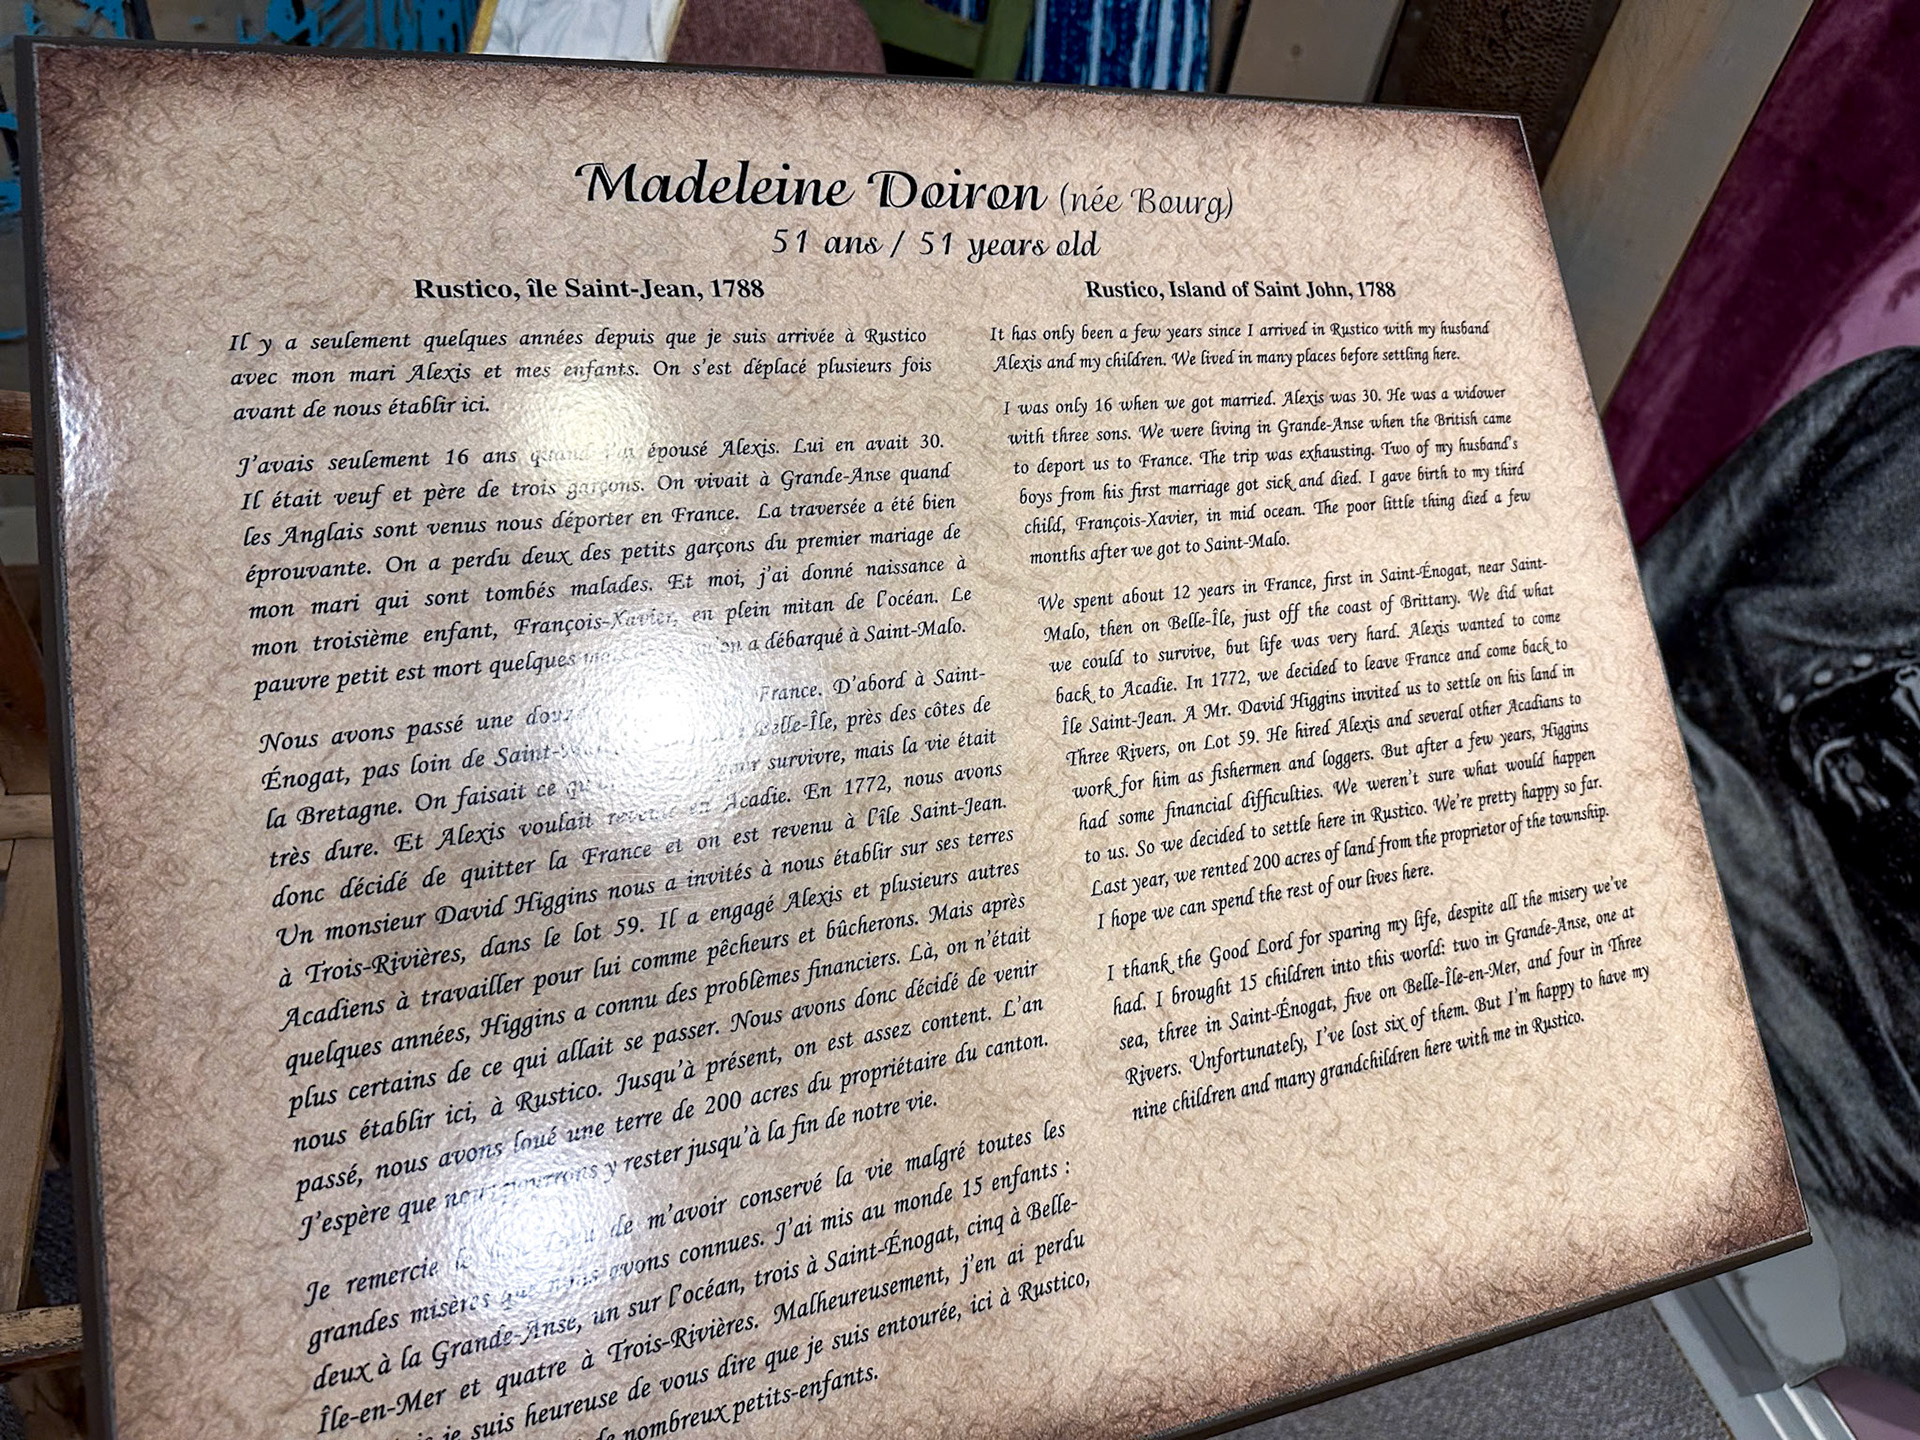 Madeleine Doiron (née Bourg)
51 ans / 51 years old
Rustico, île Saint-Jean, 1788
Il y a seulement quelques années depuis que je suis arrivée à Rustico
avec mon mari Alexis et mes enfants. On s'est déplacé plusieurs fois
avant de nous établir ici.
J'avais seulement 16 ans quand j'ai épousé Alexis. Lui en avait 30.
Il était veuf et père de trois garçons. On vivait à Grande-Anse quand
les Anglais sont venus nous déporter en France. La traversée a été bien
éprouvante. On a perdu deux des petits garçons du premier mariage de
mon mari qui sont tombés malades. Et moi, j'ai donné naissance à
mon troisième enfant, François-Xavier, en plein mitan de l'océan. Le
pauvre petit est mort quelques a débarqué à Saint-Malo.
Nous avons passé une France. D'abord à Saint-
Énogat, pas loin de Belle-Île, près des côtes de
la Bretagne. On faisait ce survivre, mais la vie était
très dure. Et Alexis voulait revenir en Acadie. En 1772, nous avons
donc décidé de quitter la France et on est revenu à l'île Saint-Jean.
Un monsieur David Higgins nous a invités à nous établir sur ses terres
à Trois-Rivières, dans le lot 59. Il a engagé Alexis et plusieurs autres
Acadiens à travailler pour lui comme pêcheurs et bûcherons. Mais après
quelques années, Higgins a connu des problèmes financiers. Là, on n'était
plus certains de ce qui allait se passer. Nous avons donc décidé de venir
nous établir ici, à Rustico. Jusqu'à présent, on est assez content. L'an
passé, nous avons loué une terre de 200 acres du propriétaire du canton.
J'espère que nous pourrons y rester jusqu'à la fin de notre vie.
Je remercie de m'avoir conservé la vie malgré toutes les
grandes misères que nous avons connues. J'ai mis au monde 15 enfants :
deux à la Grande-Anse, un sur l'océan, trois à Saint-Énogat, cinq à Belle-
Île-en-Mer et quatre à Trois-Rivières. Malheureusement, j'en ai perdu
je suis heureuse de vous dire que je suis entourée, ici à Rustico,
de nombreux petits-enfants.
Rustico, Island of Saint John, 1788
It has only been a few years since I arrived in Rustico with my husband
Alexis and my children. We lived in many places before settling here.
I was only 16 when we got married. Alexis was 30. He was a widower
with three sons. We were living in Grande-Anse when the British came
to deport us to France. The trip was exhausting. Two of my husband's
boys from his first marriage got sick and died. I gave birth to my third
child, François-Xavier, in mid ocean. The poor little thing died a few
months after we got to Saint-Malo.
We spent about 12 years in France, first in Saint-Énogat, near Saint-
Malo, then on Belle-Île, just off the coast of Brittany. We did what
we could to survive, but life was very hard. Alexis wanted to come
back to Acadie. In 1772, we decided to leave France and come back to
Île Saint-Jean. A Mr. David Higgins invited us to settle on his land in
Three Rivers, on Lot 59. He hired Alexis and several other Acadians to
work for him as fishermen and loggers. But after a few years, Higgins
had some financial difficulties. We weren't sure what would happen
to us. So we decided to settle here in Rustico. We're pretty happy so far.
Last year, we rented 200 acres of land from the proprietor of the township.
I hope we can spend the rest of our lives here.
I thank the Good Lord for sparing my life, despite all the misery we've
had. I brought 15 children into this world: two in Grande-Anse, one at
sea, three in Saint-Énogat, five on Belle-Île-en-Mer, and four in Three
Rivers. Unfortunately, I've lost six of them. But I'm happy to have my
nine children and many grandchildren here with me in Rustico.